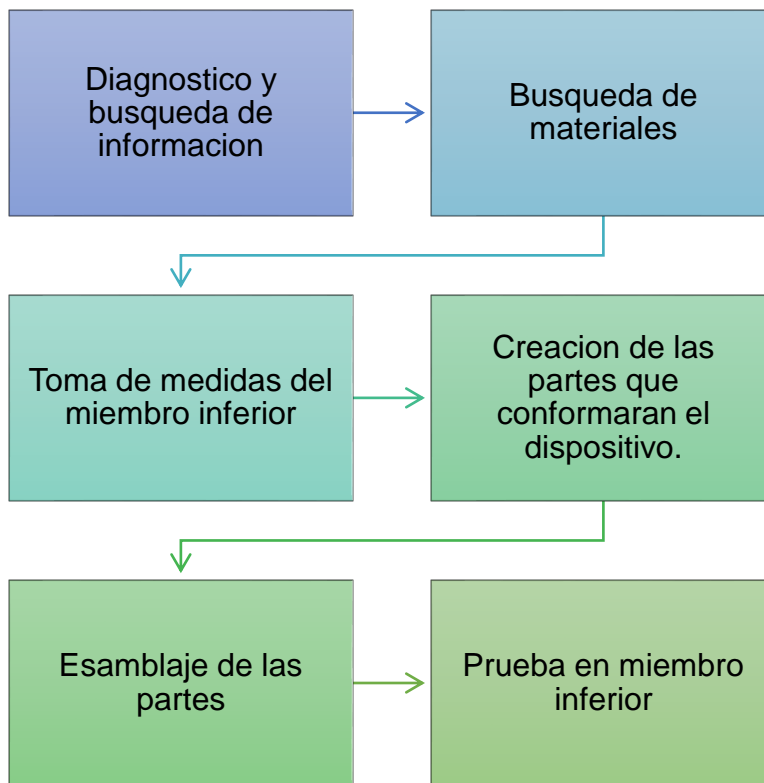 Diagnostico y
busqueda de
informacion
Busqueda de
materiales
Toma de medidas del
miembro inferior
Creacion de las
partes que
conformaran el
dispositivo.
Esamblaje de las
partes
Prueba en miembro
inferior